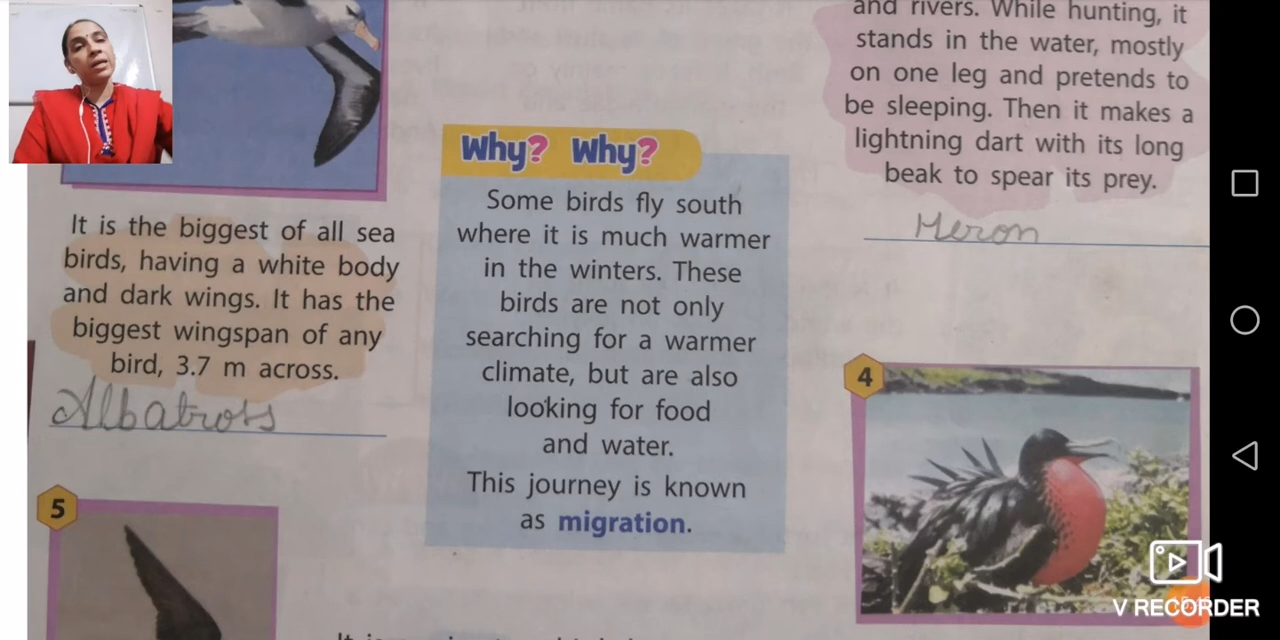 and rivers. While hunting, it
stands in the water, mostly
on one leg and pretends to
be sleeping. Then it makes a
lightning dart with its long
beak to spear its prey.
Heron
Why? Why?
Some birds fly south
where it is much warmer
in the winters. These
birds are not only
searching for a warmer
climate, but are also
looking for food
and water.
This journey is known
as migration.
It is the biggest of all sea
birds, having a white body
and dark wings. It has the
biggest wingspan of any
bird, 3.7 m across.
Albatross
4
5
V RECORDER